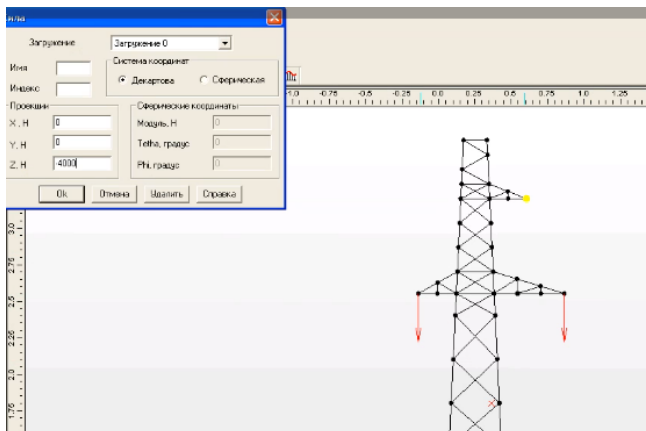 Сила
Загружение
Загружение 0
Имя
Индекс
Система координат
Декартова
Сферическая
Проекции
X, Н
0
Y, Н
0
Z, Н
-4000
Сферические координаты
Модуль, Н
0
Tetha, градус
0
Phi, градус
0
Ok
Отмена
Удалить
Справка
-1.0 -0.75 -0.5 -0.25 0.0 0.25 0.5 0.75 1.0 1.25
3.0
2.75
2.5
2.25
2.0
1.75